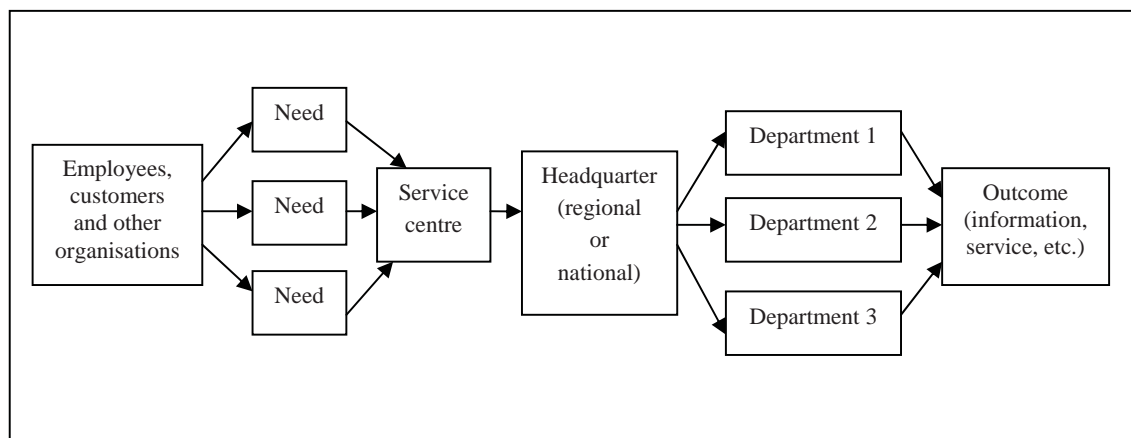 Employees,
customers
and other
organisations
Need
Need
Need
Service
centre
Headquarter
(regional
or
national)
Department 1
Department 2
Department 3
Outcome
(information,
service, etc.)